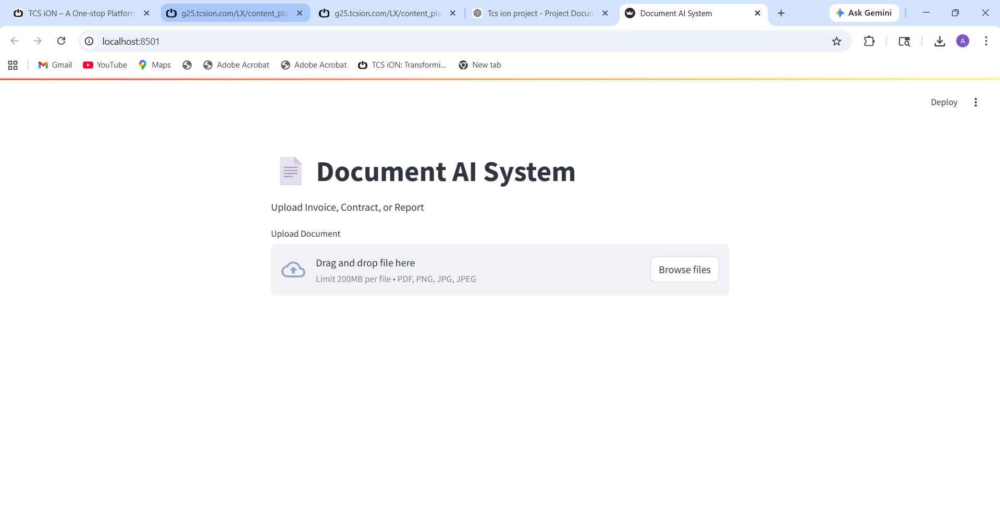 TCS iON – A One-stop Platform
g25.tcsion.com/LX/content_pla
g25.tcsion.com/LX/content_pla
Tcs ion project - Project Docum
Document AI System
Ask Gemini
localhost:8501
A
Gmail
YouTube
Maps
Adobe Acrobat
Adobe Acrobat
TCS iON: Transformi...
New tab
Deploy
Document AI System
Upload Invoice, Contract, or Report
Upload Document
Drag and drop file here
Limit 200MB per file • PDF, PNG, JPG, JPEG
Browse files